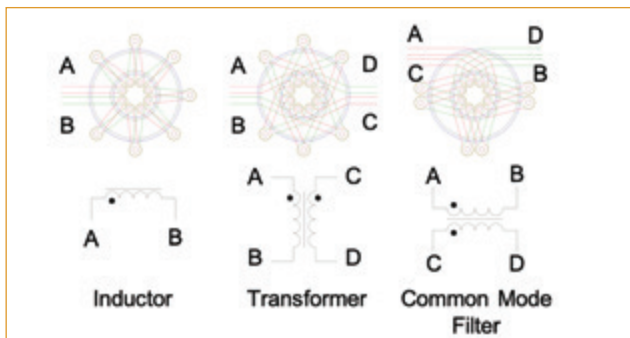 A D
A A D C B
B B C
A C A B
A B B D C D
Inductor Transformer Common Mode
Filter